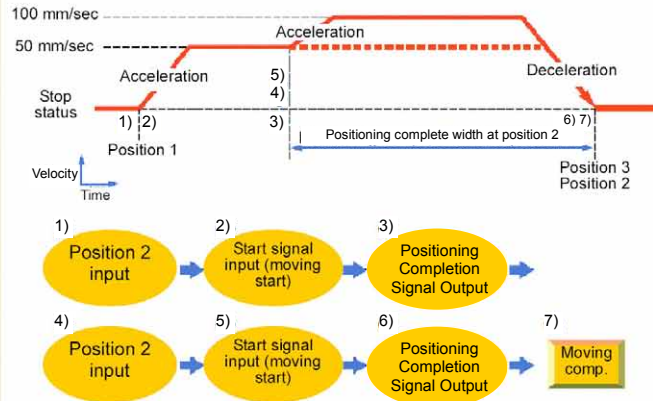 100 mm/sec
Acceleration
50 mm/sec
Acceleration
5)
Deceleration
4)
Stop
status
1) 2)
3)
6) 7)
Position 1
Positioning complete width at position 2
Position 3
Position 2
Velocity
Time
1)
2)
3)
Position 2
input
Start signal
input (moving
start)
Positioning
Completion
Signal Output
4)
5)
6)
7)
Position 2
input
Start signal
input (moving
start)
Positioning
Completion
Signal Output
Moving
comp.